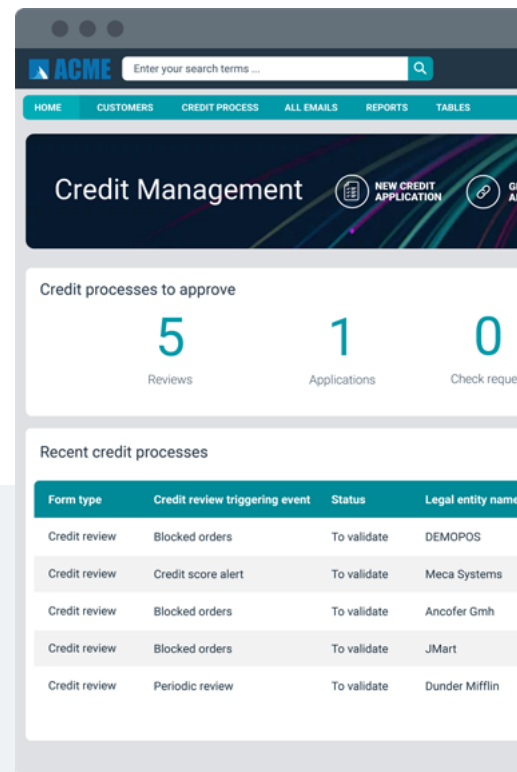 ACME
Enter your search terms ...
HOME CUSTOMERS CREDIT PROCESS ALL EMAILS REPORTS TABLES
Credit Management
NEW CREDIT
APPLICATION
Credit processes to approve
5 1 0
Reviews Applications Check reque
Recent credit processes
Form type Credit review triggering event Status Legal entity name
Credit review Blocked orders To validate DEMOPOS
Credit review Credit score alert To validate Meca Systems
Credit review Blocked orders To validate Ancofer Gmh
Credit review Blocked orders To validate JMart
Credit review Periodic review To validate Dunder Mifflin